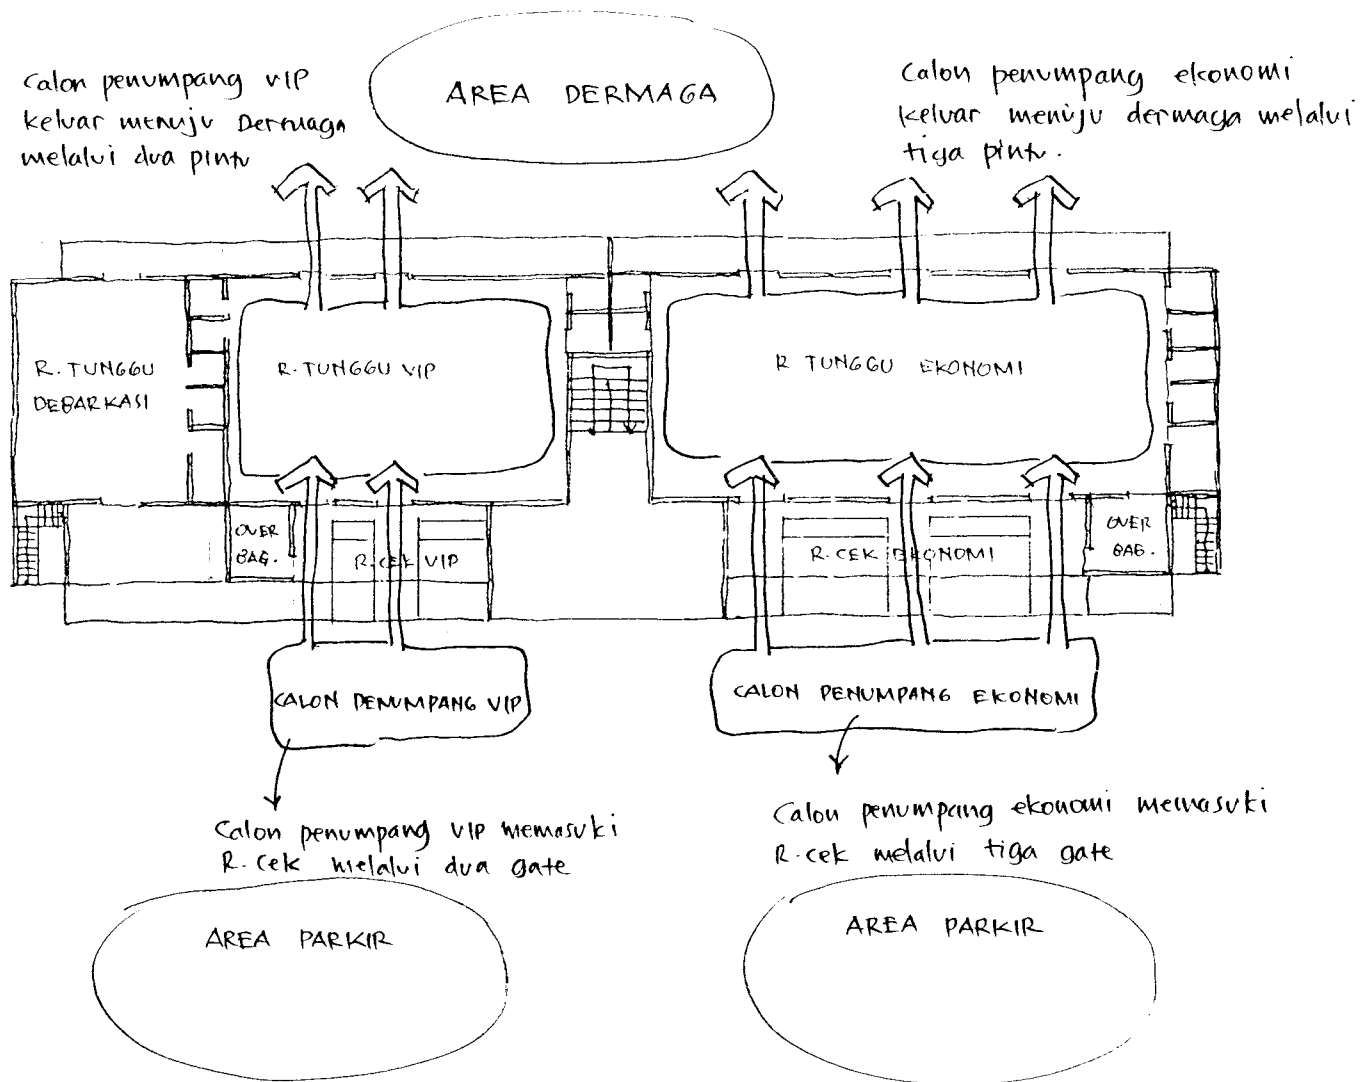 Calon penumpang VIP
keluar menuju Dermaga
melalui dua pintu
AREA DERMAGA
Calon penumpang ekonomi
keluar menuju dermaga melalui
tiga pintu.
R. TUNGGU
DEBARKASI
R. TUNGGU VIP
R TUNGGU EKONOMI
OVER
BAG.
R. CEK VIP
R. CEK EKONOMI
OVER
BAG.
CALON PENUMPANG VIP
CALON PENUMPANG EKONOMI
Calon penumpang VIP memasuki
R. cek melalui dua gate
Calon penumpang ekonomi memasuki
R. cek melalui tiga gate
AREA PARKIR
AREA PARKIR